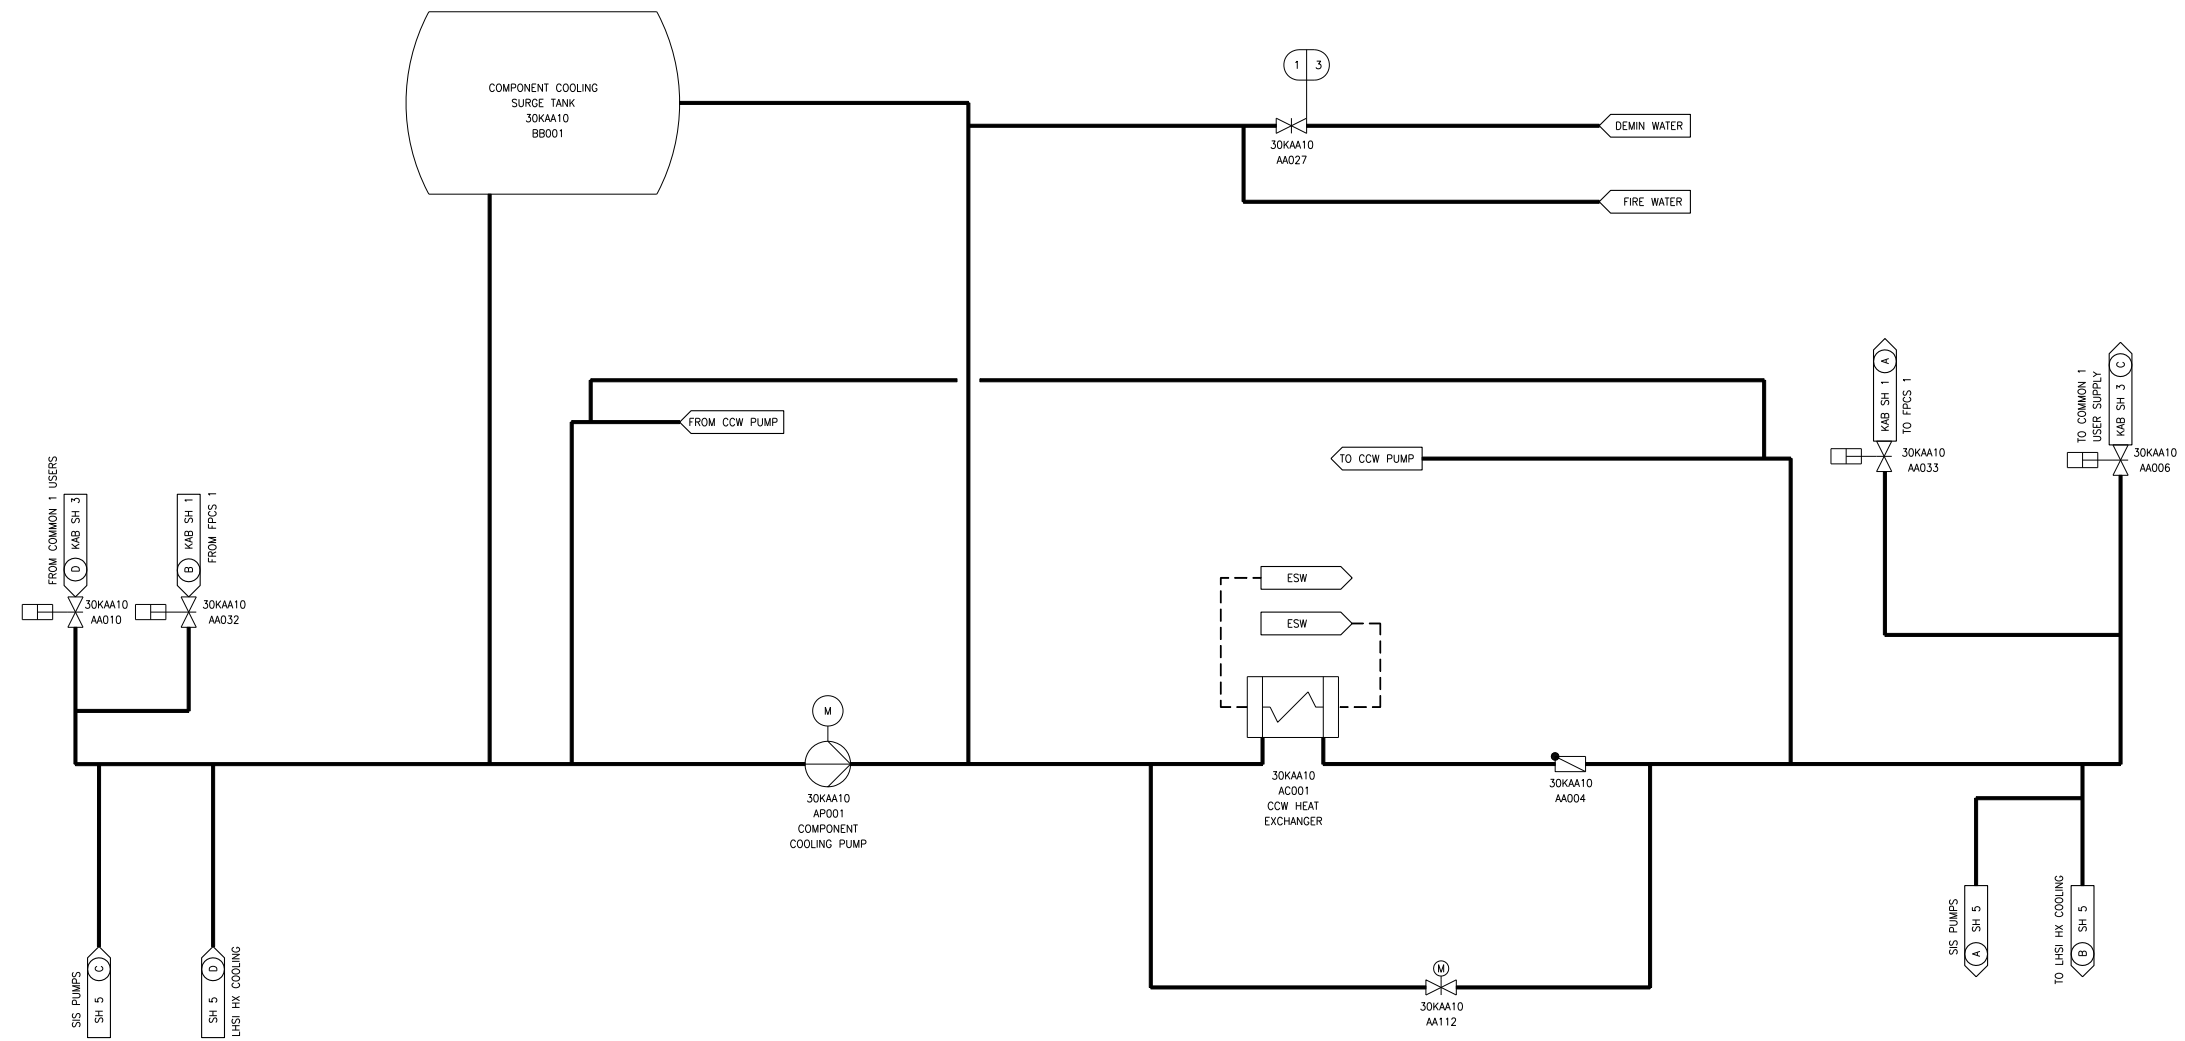 1 3
COMPONENT COOLING
SURGE TANK
30KAA10
BB001
DEMIN WATER
30KAA10
AA027
FIRE WATER
FROM CCW PUMP
TO CCW PUMP
KAB SH 1 A
TO FPCS 1
30KAA10
AA033
TO COMMON 1
USER SUPPLY
KAB SH 3 C
30KAA10
AA006
FROM COMMON 1 USERS
D KAB SH 3
30KAA10
AA010
B KAB SH 1
FROM FPCS 1
30KAA10
AA032
ESW
ESW
M
30KAA10
AP001
COMPONENT
COOLING PUMP
30KAA10
AC001
CCW HEAT
EXCHANGER
30KAA10
AA004
SIS PUMPS
SH 5 C
SH 5 D
LHSI HX COOLING
M
30KAA10
AA112
SIS PUMPS
A SH 5
TO LHSI HX COOLING
B SH 5